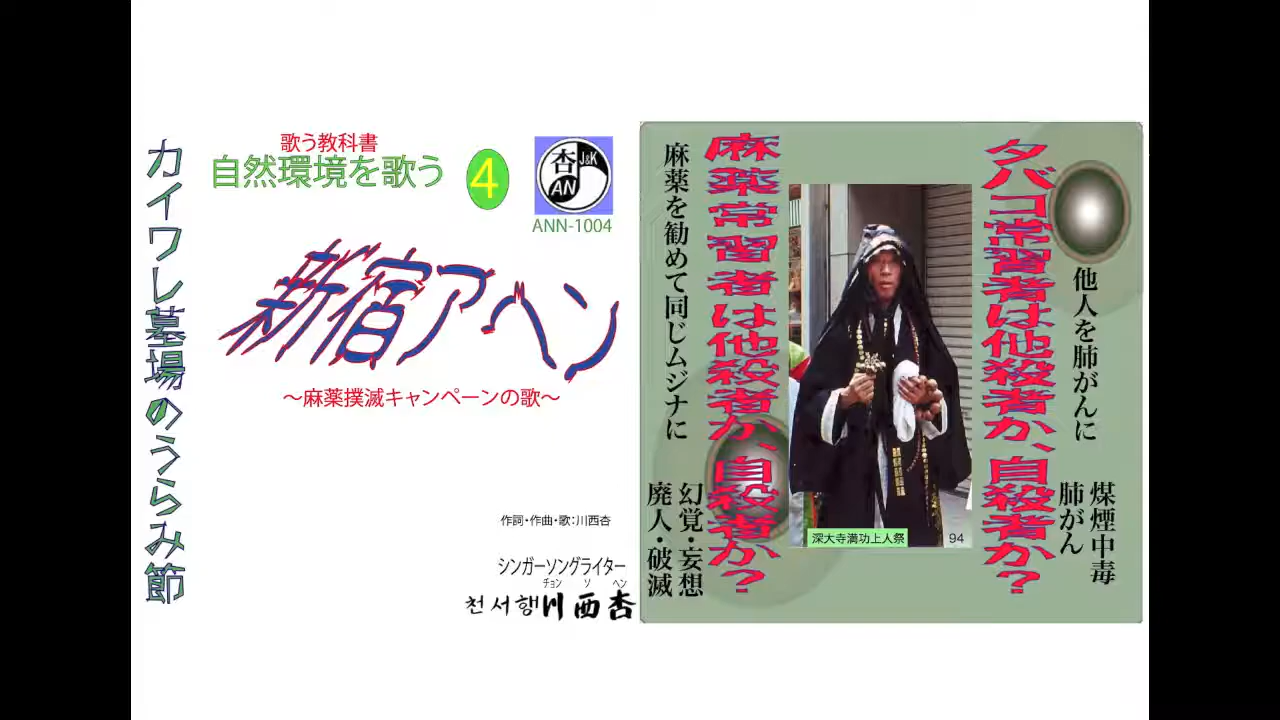 カイワレ墓場のうらみ節
歌う教科書
自然環境を歌う
4
杏
J&K
AN
ANN-1004
新宿アヘン
～麻薬撲滅キャンペーンの歌～
作詞・作曲・歌：川西杏
シンガーソングライター
チョン ソ ヘン
천서행川西杏
タバコ常習者は他殺者か、自殺者か？
他人を肺がんに
煤煙中毒
肺がん
麻薬常習者は他殺者か、自殺者か？
麻薬を勧めて同じムジナに
幻覚・妄想
廃人・破滅
深大寺満功上人祭
94